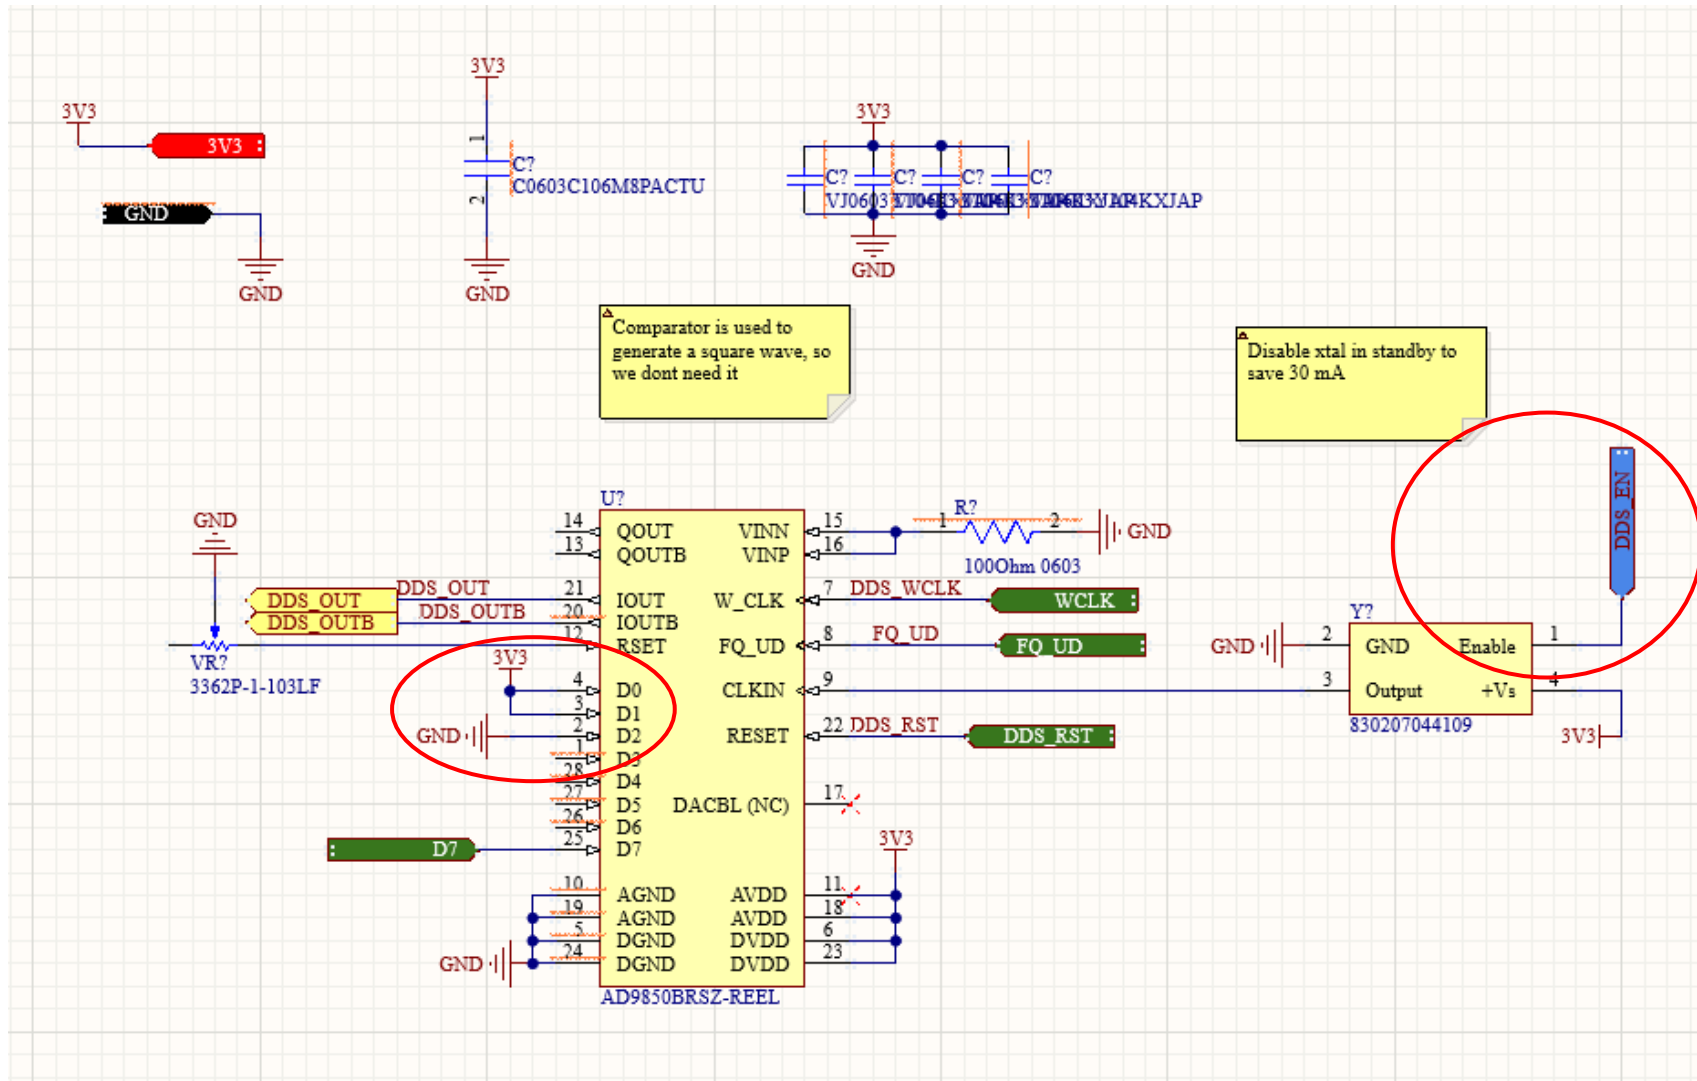 3V3
3V3
GND
GND
3V3
1
2
C?
C0603C106M8PACTU
GND
3V3
C?
C?
C?
C?
VJ0603
KXJAP
GND
Comparator is used to
generate a square wave, so
we dont need it
Disable xtal in standby to
save 30 mA
DDS_EN
GND
DDS_OUT
DDS_OUTB
DDS_OUT
DDS_OUTB
VR?
3362P-1-103LF
3V3
GND
D7
GND
U?
14 QOUT
13 QOUTB
21 IOUT
20 IOUTB
12 RSET
4 D0
3 D1
2 D2
1 D3
28 D4
27 D5
26 D6
25 D7
10 AGND
19 AGND
5 DGND
24 DGND
VINN 15
VINP 16
W_CLK 7
FQ_UD 8
CLKIN 9
RESET 22
DACBL (NC) 17
AVDD 11
AVDD 18
DVDD 6
DVDD 23
AD9850BRSZ-REEL
R?
1 2
GND
100Ohm 0603
DDS_WCLK
WCLK
FQ_UD
FQ_UD
DDS_RST
DDS_RST
3V3
Y?
GND 2 GND Enable 1
3 Output +Vs 4
830207044109
3V3